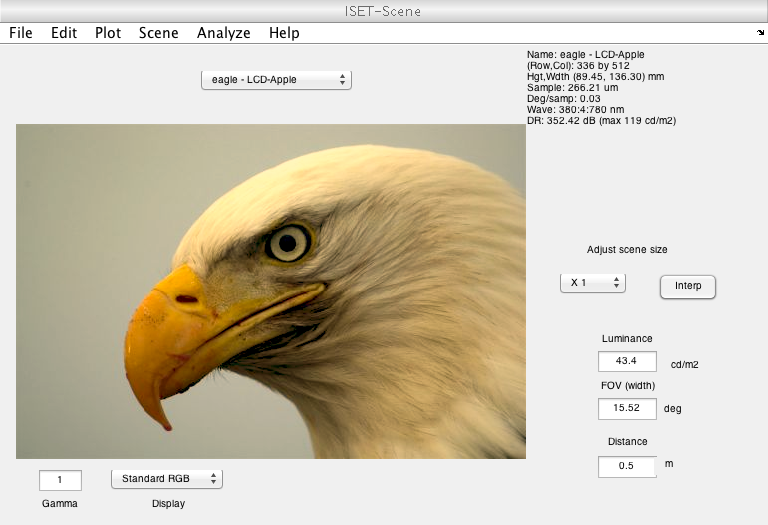 ISET-Scene
File Edit Plot Scene Analyze Help
eagle - LCD-Apple
Name: eagle - LCD-Apple
(Row,Col): 336 by 512
Hgt,Wdth (89.45, 136.30) mm
Sample: 266.21 um
Deg/samp: 0.03
Wave: 380:4:780 nm
DR: 352.42 dB (max 119 cd/m2)
Adjust scene size
X 1
Interp
Luminance
43.4 cd/m2
FOV (width)
15.52 deg
Distance
0.5 m
1
Gamma
Standard RGB
Display